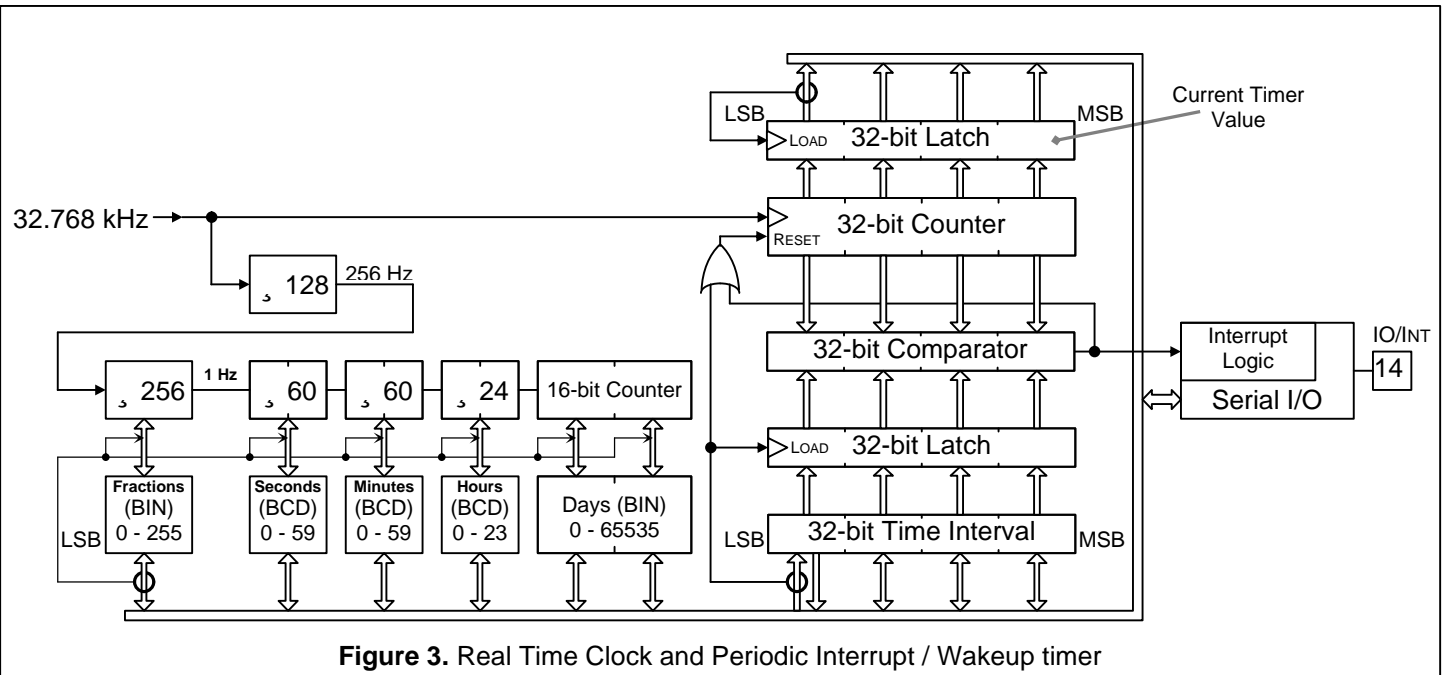 Current Timer
Value
LSB
MSB
LOAD
32-bit Latch
32.768 kHz
32-bit Counter
RESET
ِ 128
256 Hz
32-bit Comparator
Interrupt
Logic
Serial I/O
IO/INT
14
1 Hz
256
60
60
24
16-bit Counter
LOAD
32-bit Latch
Fractions
(BIN)
0 - 255
Seconds
(BCD)
0 - 59
Minutes
(BCD)
0 - 59
Hours
(BCD)
0 - 23
Days (BIN)
0 - 65535
LSB
LSB
32-bit Time Interval
MSB
Figure 3. Real Time Clock and Periodic Interrupt / Wakeup timer